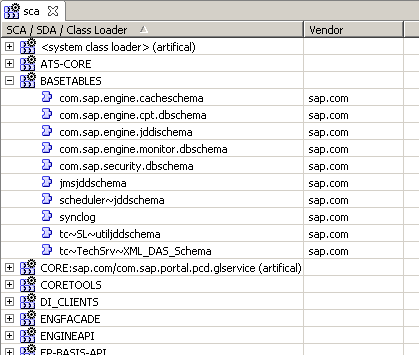 sca
SCA / SDA / Class Loader Vendor
<system class loader> (artifical)
ATS-CORE
BASETABLES
com.sap.engine.cacheschema sap.com
com.sap.engine.cpt.dbschema sap.com
com.sap.engine.jddischema sap.com
com.sap.engine.monitor.dbschema sap.com
com.sap.security.dbschema sap.com
jmsjddschema sap.com
scheduler~jddschema sap.com
synclog sap.com
tc~SL~utiljddschema sap.com
tc~TechSrv~XML_DAS_Schema sap.com
CORE:sap.com/com.sap.portal.pcd.glservice (artifical)
CORETOOLS
DI_CLIENTS
ENGFACADE
ENGINEAPI
EP-BASIS-API